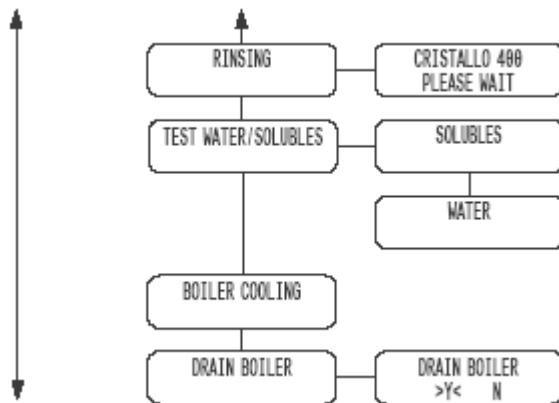 RINSING
CRISTALLO 400
PLEASE WAIT
TEST WATER/SOLUBLES
SOLUBLES
WATER
BOILER COOLING
DRAIN BOILER
DRAIN BOILER
>Y< N